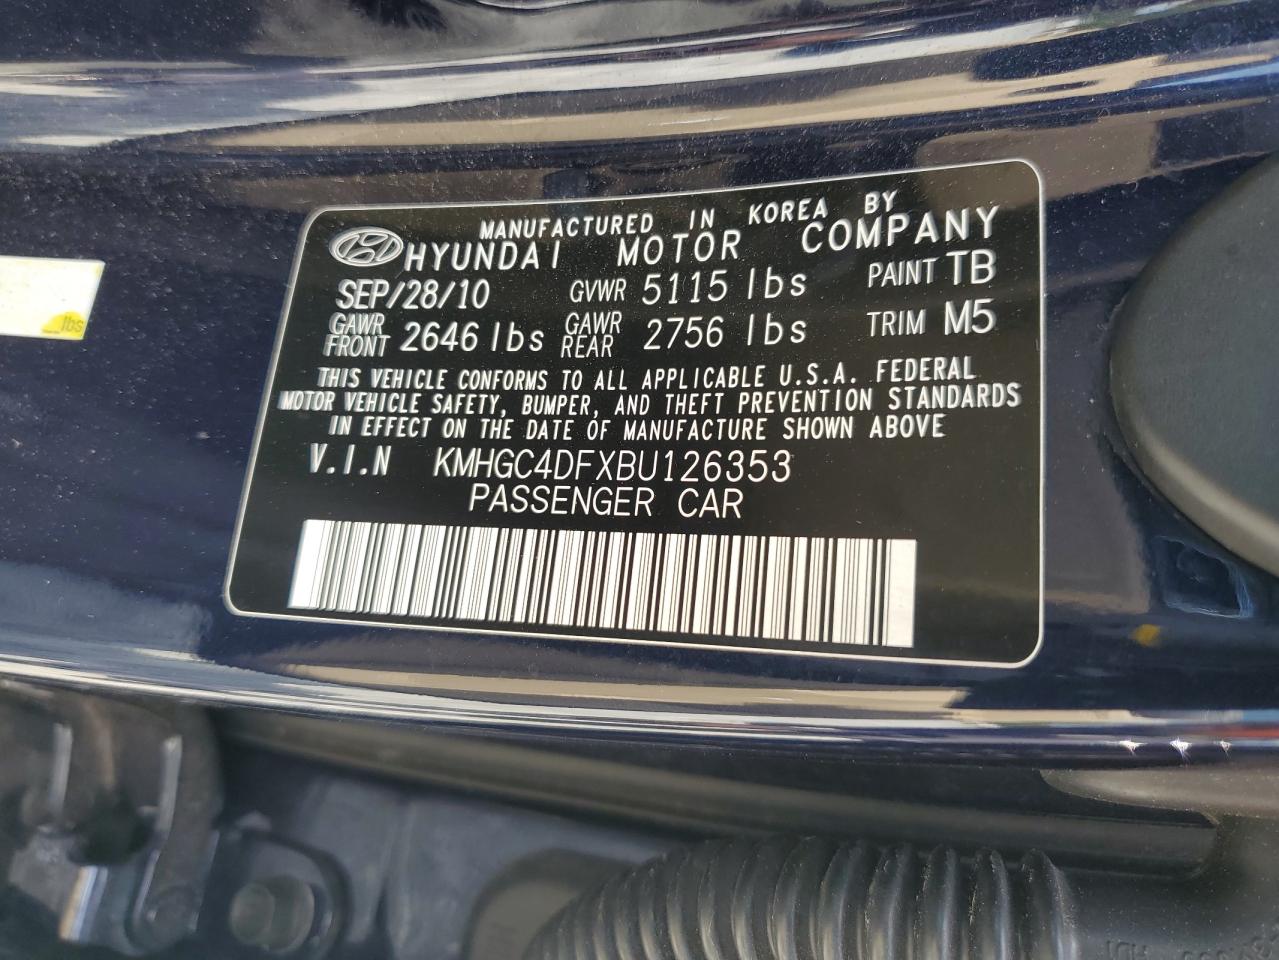 MANUFACTURED IN KOREA BY
HYUNDAI MOTOR COMPANY
SEP/28/10 GVWR 5115 lbs PAINT TB
GAWR FRONT 2646 lbs GAWR REAR 2756 lbs TRIM M5
THIS VEHICLE CONFORMS TO ALL APPLICABLE U.S.A. FEDERAL
MOTOR VEHICLE SAFETY, BUMPER, AND THEFT PREVENTION STANDARDS
IN EFFECT ON THE DATE OF MANUFACTURE SHOWN ABOVE
V.I.N KMHGC4DFXBU126353
PASSENGER CAR
lbs